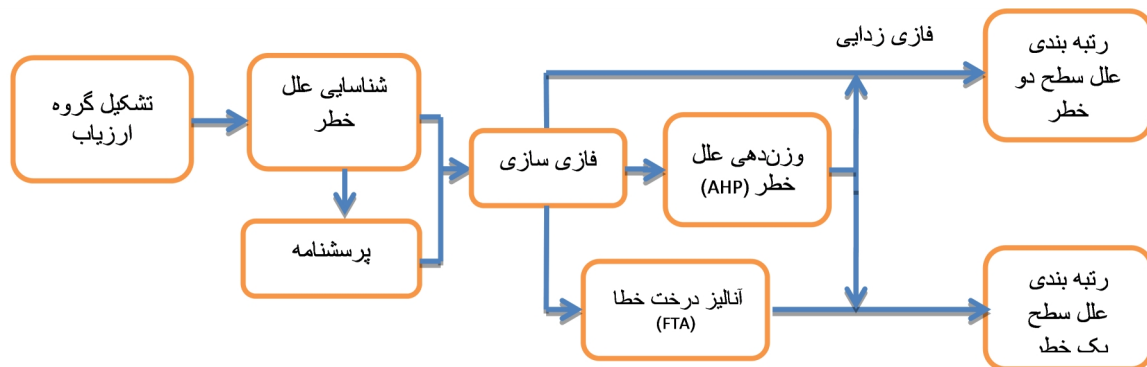 تشکیل گروه
ارزیاب
شناسایی علل
خطر
پرسشنامه
فازی سازی
وزن‌دهی علل
خطر (AHP)
آنالیز درخت خطا
(FTA)
فازی زدایی
رتبه بندی
علل سطح دو
خطر
رتبه بندی
علل سطح
یک خطر